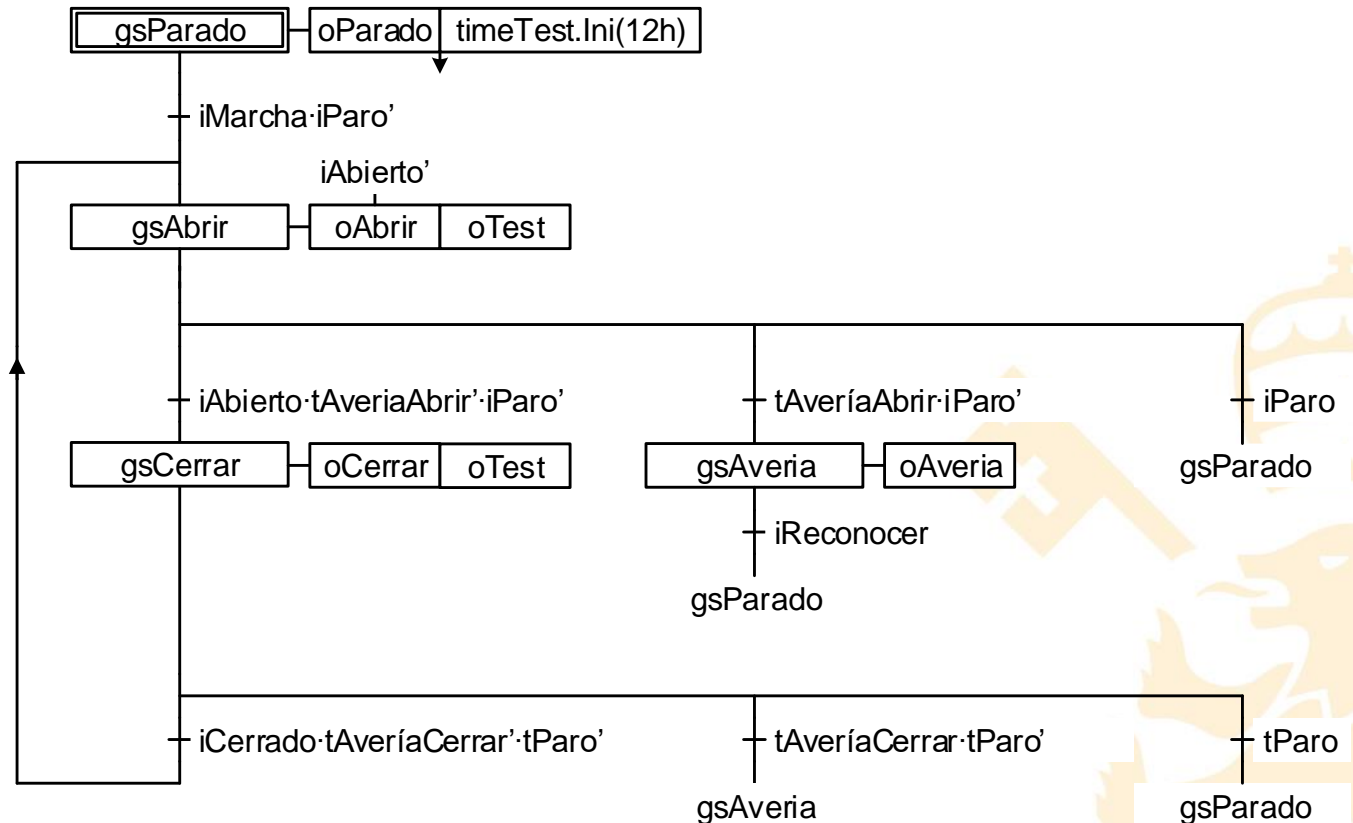 gsParado oParado timeTest.Ini(12h)
iMarcha·iParo’
iAbierto’
gsAbrir oAbrir oTest
iAbierto·tAveriaAbrir’·iParo’ tAveríaAbrir·iParo’ iParo
gsCerrar oCerrar oTest gsAveria oAveria gsParado
iReconocer
gsParado
iCerrado·tAveríaCerrar’·tParo’ tAveríaCerrar·tParo’ tParo
gsAveria gsParado